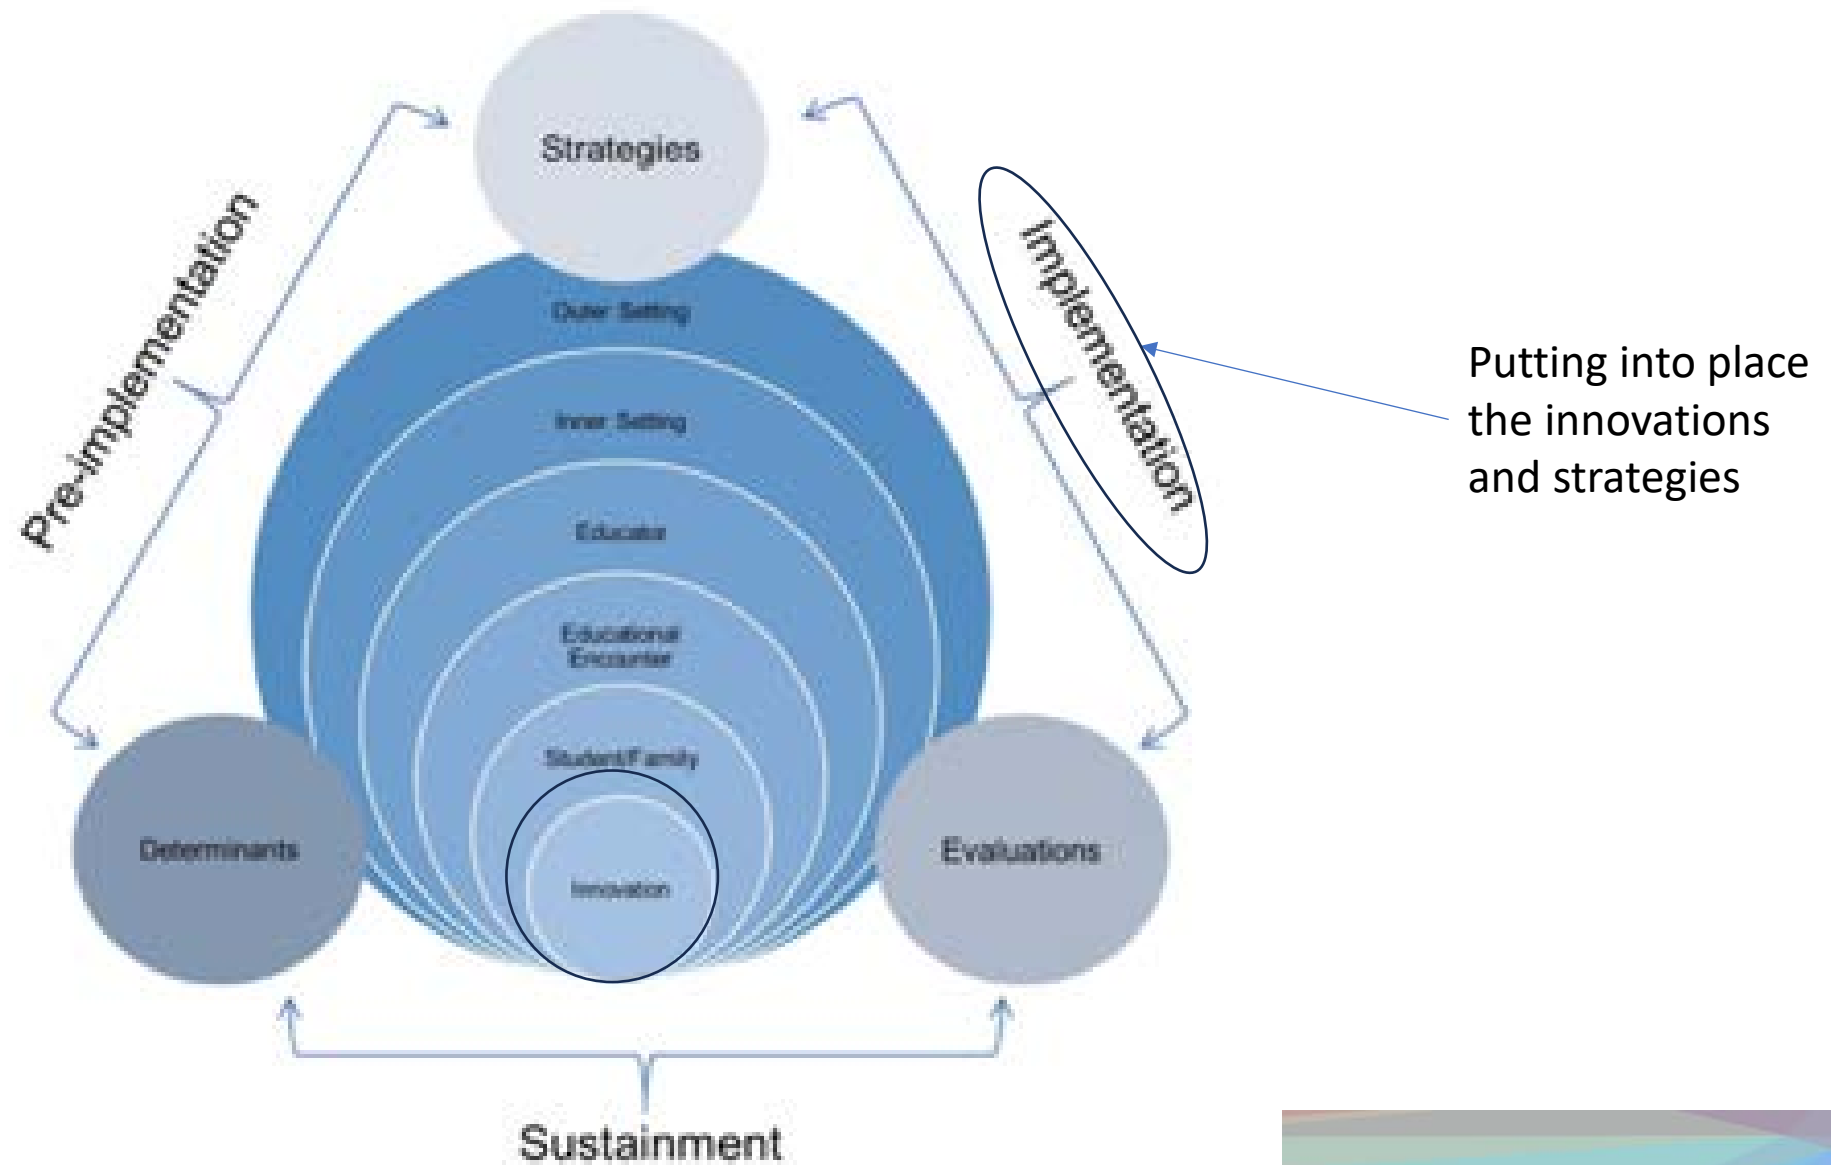 Strategies
Pre-implementation
Implementation
Outer Setting
Inner Setting
Educator
Educational
Encounter
Student/Family
Innovation
Determinants
Evaluations
Sustainment
Putting into place
the innovations
and strategies